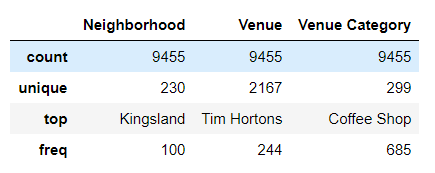 Neighborhood Venue Venue Category
count 9455 9455 9455
unique 230 2167 299
top Kingsland Tim Hortons Coffee Shop
freq 100 244 685